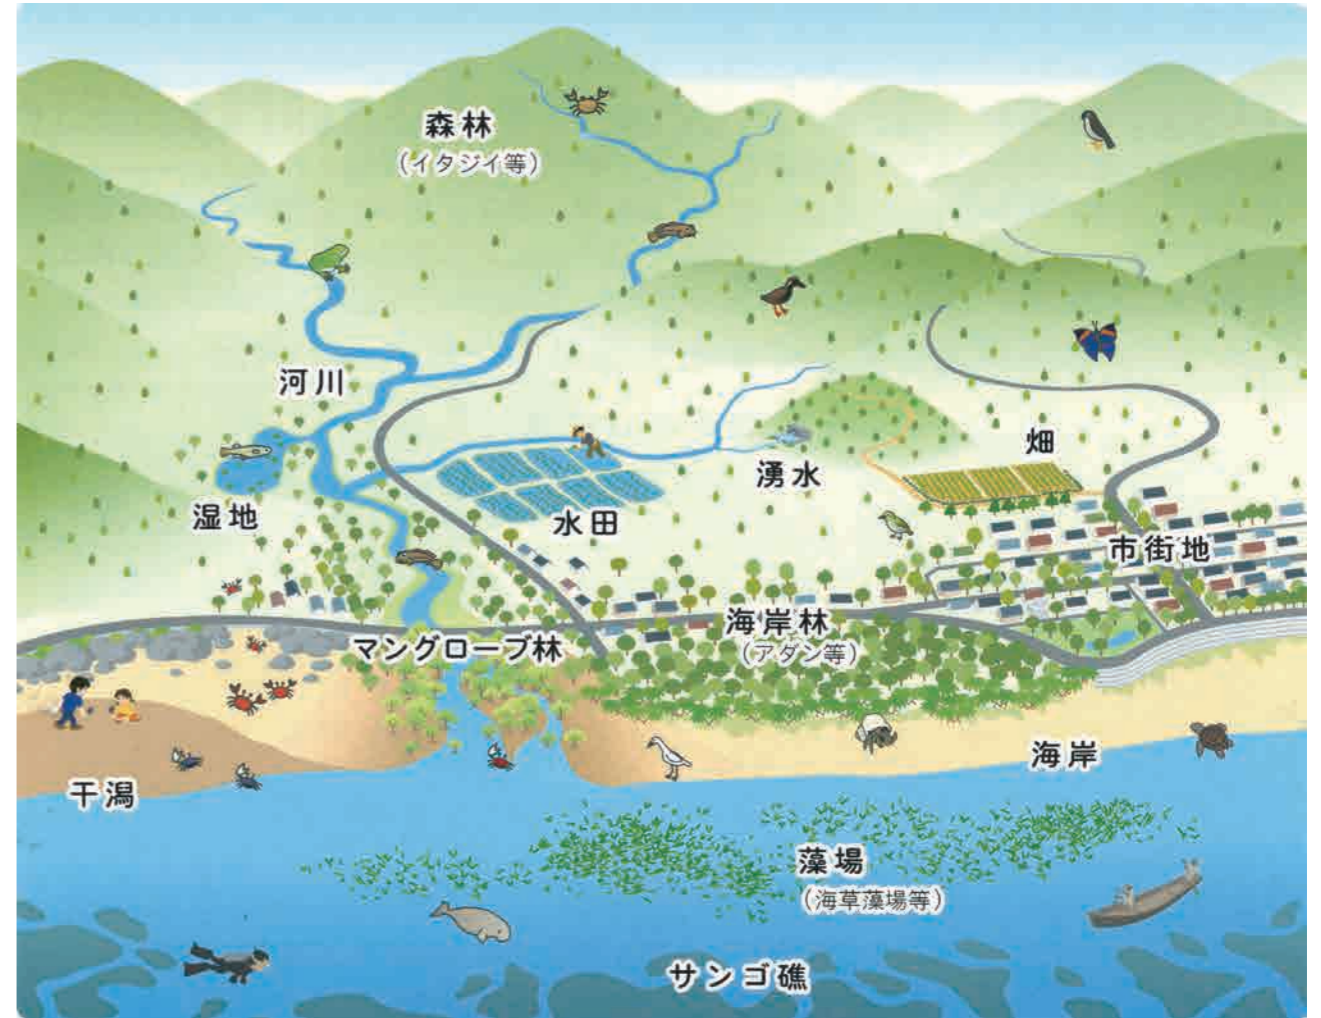 森林
（イタジイ等）
河川
畑
湧水
湿地
水田
市街地
海岸林
（アダン等）
マングローブ林
海岸
干潟
藻場
（海草藻場等）
サンゴ礁